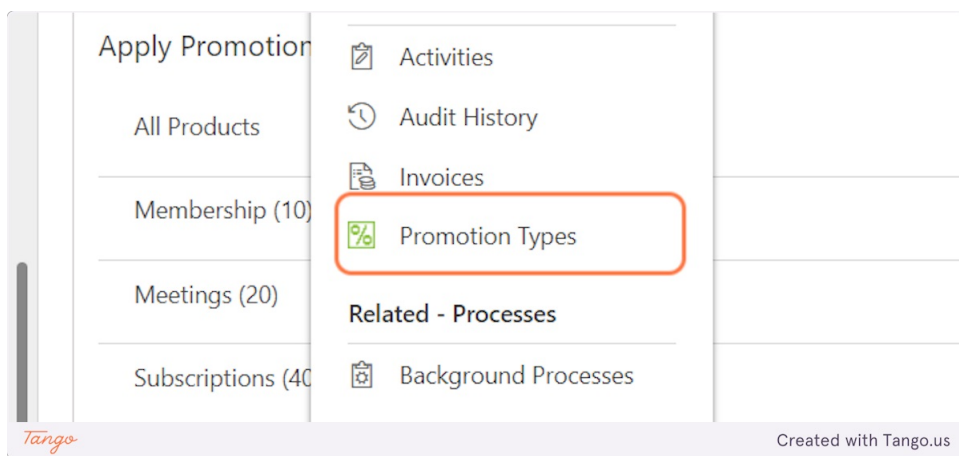 Apply Promotion
All Products
Membership (10)
Meetings (20)
Subscriptions (40
Activities
Audit History
Invoices
Promotion Types
Related - Processes
Background Processes
Tango
Created with Tango.us